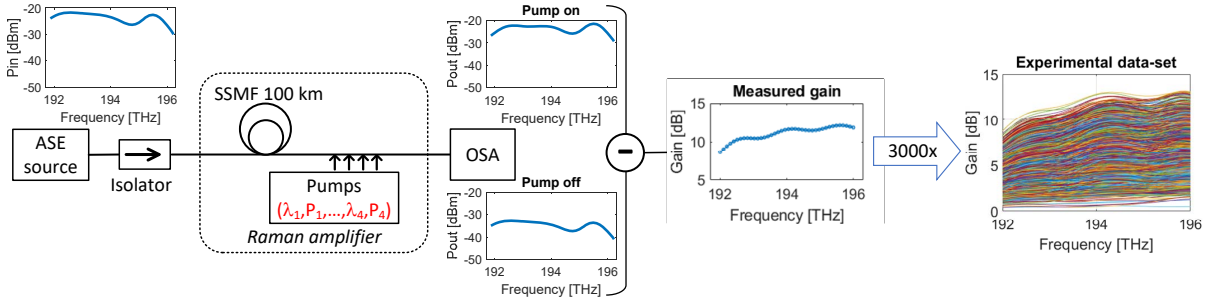 -20
-30
-40
-50
Pin [dBm]
192
194
196
Frequency [THz]
ASE
source
Isolator
SSMF 100 km
Pumps
(λ1,P1,...,λ4,P4)
Raman amplifier
OSA
Pump on
-20
-30
-40
-50
Pout [dBm]
192
194
196
Frequency [THz]
Pump off
-20
-30
-40
-50
Pout [dBm]
192
194
196
Frequency [THz]
−
Measured gain
15
10
5
Gain [dB]
192
194
196
Frequency [THz]
3000x
Experimental data-set
15
10
5
0
Gain [dB]
192
194
196
Frequency [THz]